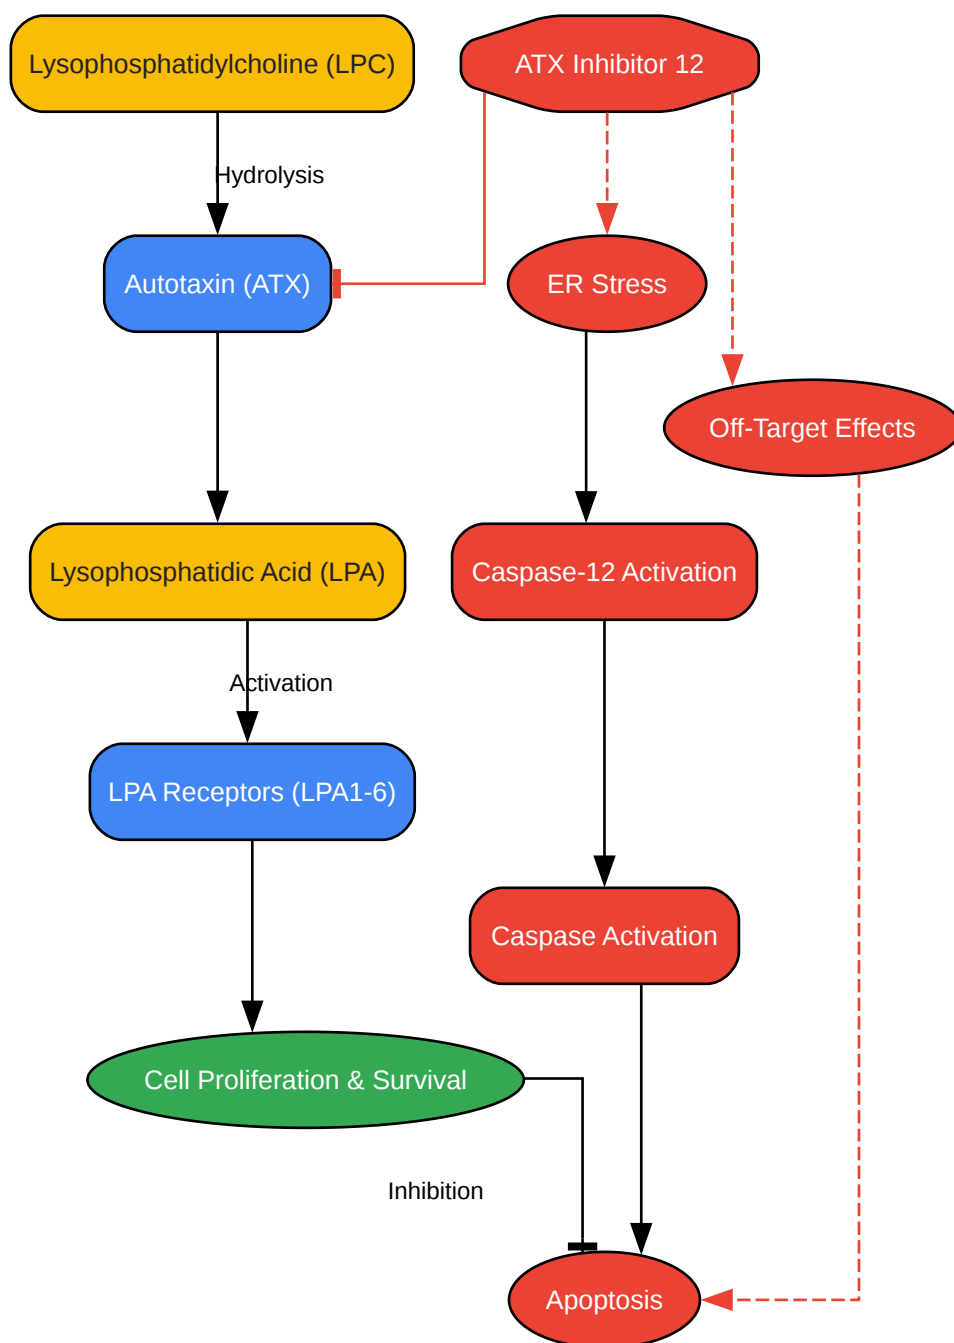 Lysophosphatidylcholine (LPC)
ATX Inhibitor 12
Hydrolysis
Autotaxin (ATX)
ER Stress
Off-Target Effects
Lysophosphatidic Acid (LPA)
Caspase-12 Activation
Activation
LPA Receptors (LPA1-6)
Caspase Activation
Cell Proliferation & Survival
Inhibition
Apoptosis